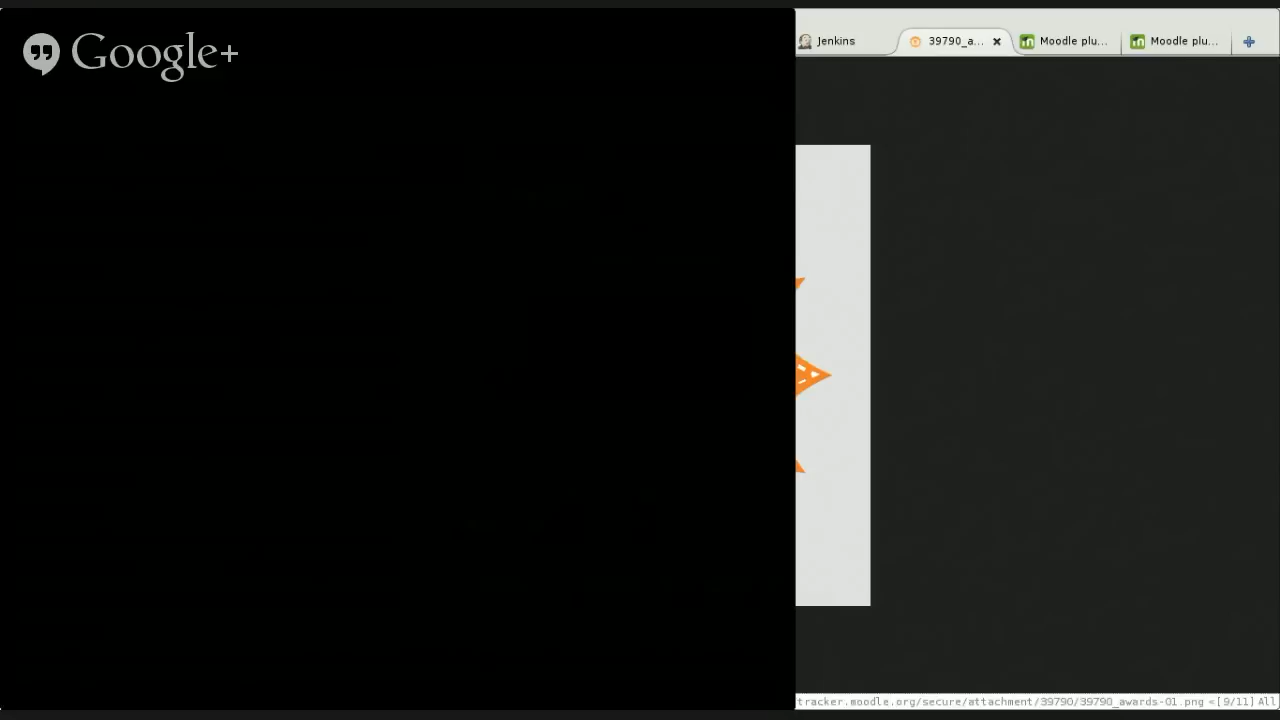 Google+
Jenkins
39790_a...
Moodle plu...
Moodle plu...
tracker.moodle.org/secure/attachment/39790/39790_awards-01.png <[9/11] All